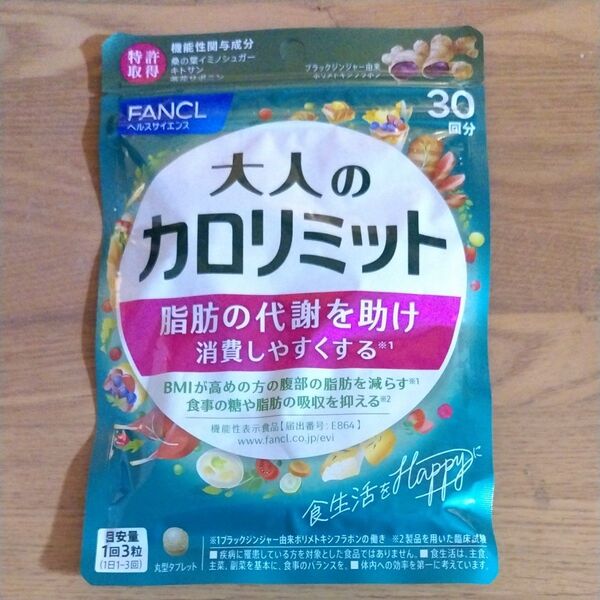 特許
取得
機能性関与成分
桑の葉イミノシュガー
キトサン
ブラックジンジャー由来
ポリメトキシフラボン
FANCL
ヘルスサイエンス
30
回分
大人の
カロリミット
脂肪の代謝を助け
消費しやすくする※1
BMIが高めの方の腹部の脂肪を減らす※1
食事の糖や脂肪の吸収を抑える※2
機能性表示食品【届出番号:E864】
www.fancl.co.jp/evi
食生活をHappyに
目安量
1回3粒
(1日1~3回)
丸型タブレット
※1ブラックジンジャー由来ポリメトキシフラボンの働き ※2製品を用いた臨床試験
■疾病に罹患している方を対象とした食品ではありません。■食生活は、主食、
主菜、副菜を基本に、食事のバランスを。■体内への効率を第一に考えています。